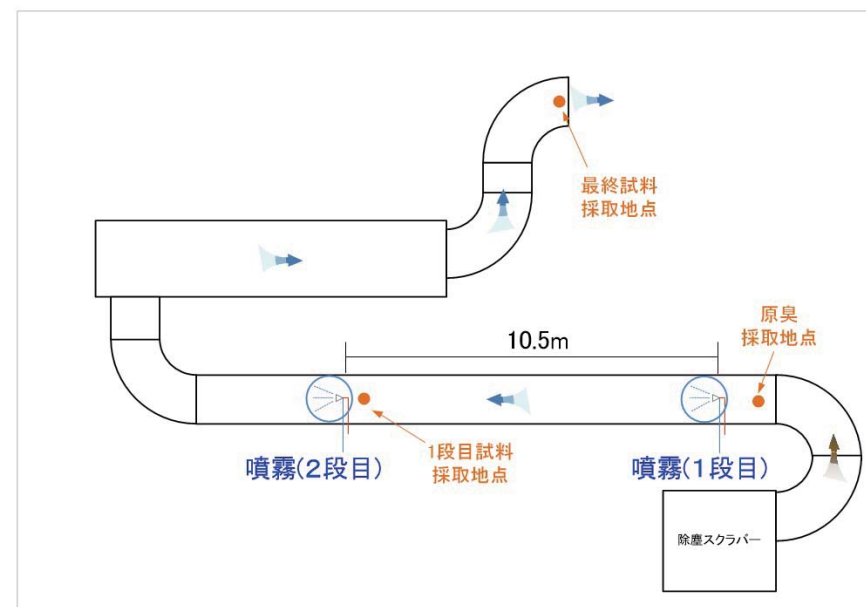 最終試料
採取地点
10.5m
原臭
採取地点
噴霧(2段目)
1段目試料
採取地点
噴霧(1段目)
除塵スクラバー